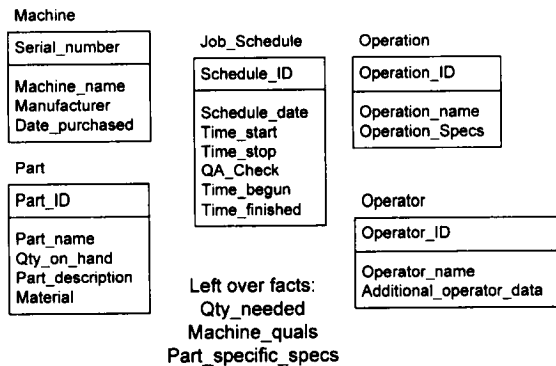 Machine
Serial_number
Machine_name
Manufacturer
Date_purchased
Part
Part_ID
Part_name
Qty_on_hand
Part_description
Material
Job_Schedule
Schedule_ID
Schedule_date
Time_start
Time_stop
QA_Check
Time_begun
Time_finished
Left over facts:
Qty_needed
Machine_quals
Part_specific_specs
Operation
Operation_ID
Operation_name
Operation_Specs
Operator
Operator_ID
Operator_name
Additional_operator_data